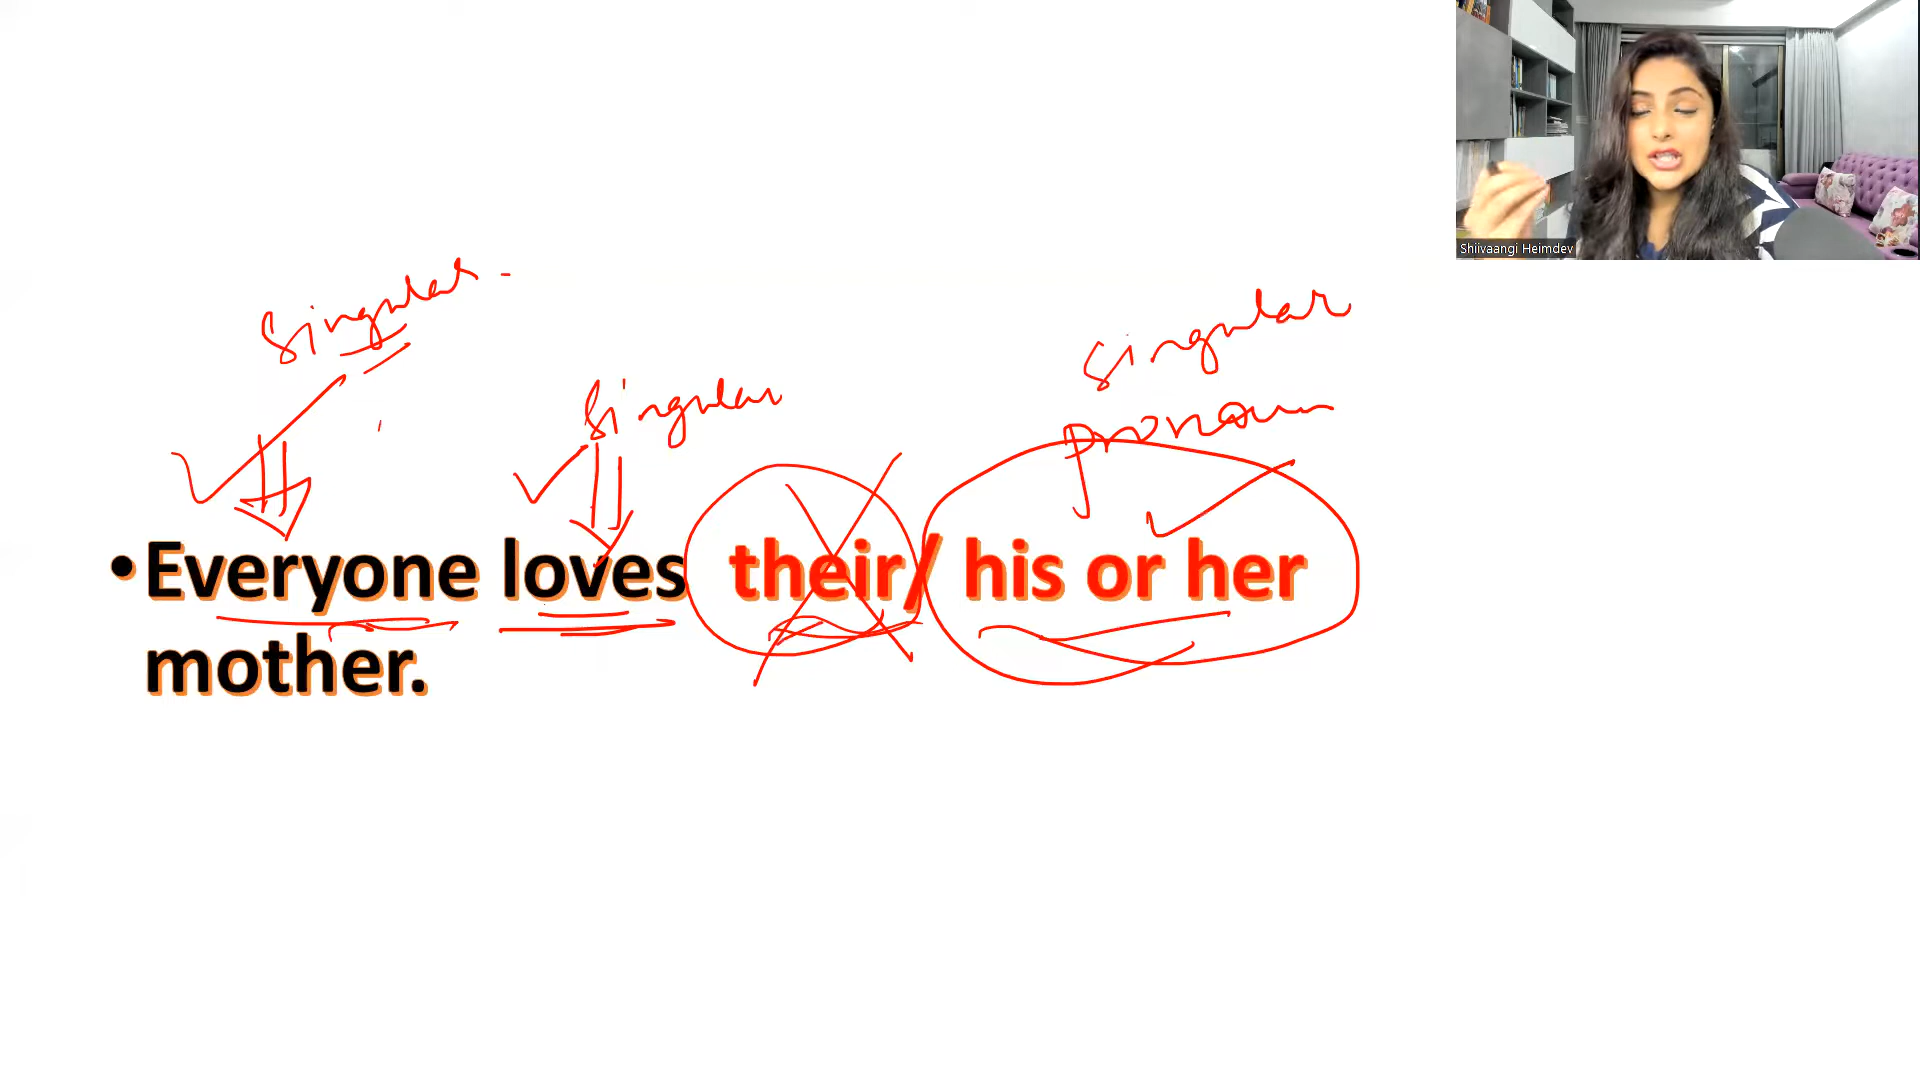 Shiivaangi Heimdev
singular
singular
singular
pronoun
•Everyone loves their/ his or her
mother.